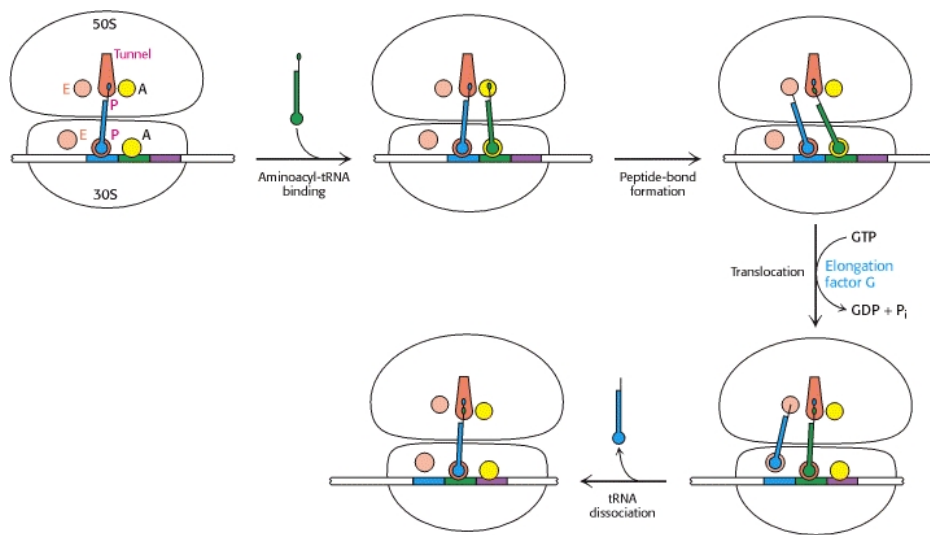 50S
Tunnel
E
A
P
E
P
A
30S
Aminoacyl-tRNA
binding
Peptide-bond
formation
GTP
Translocation
Elongation
factor G
GDP + Pi
tRNA
dissociation